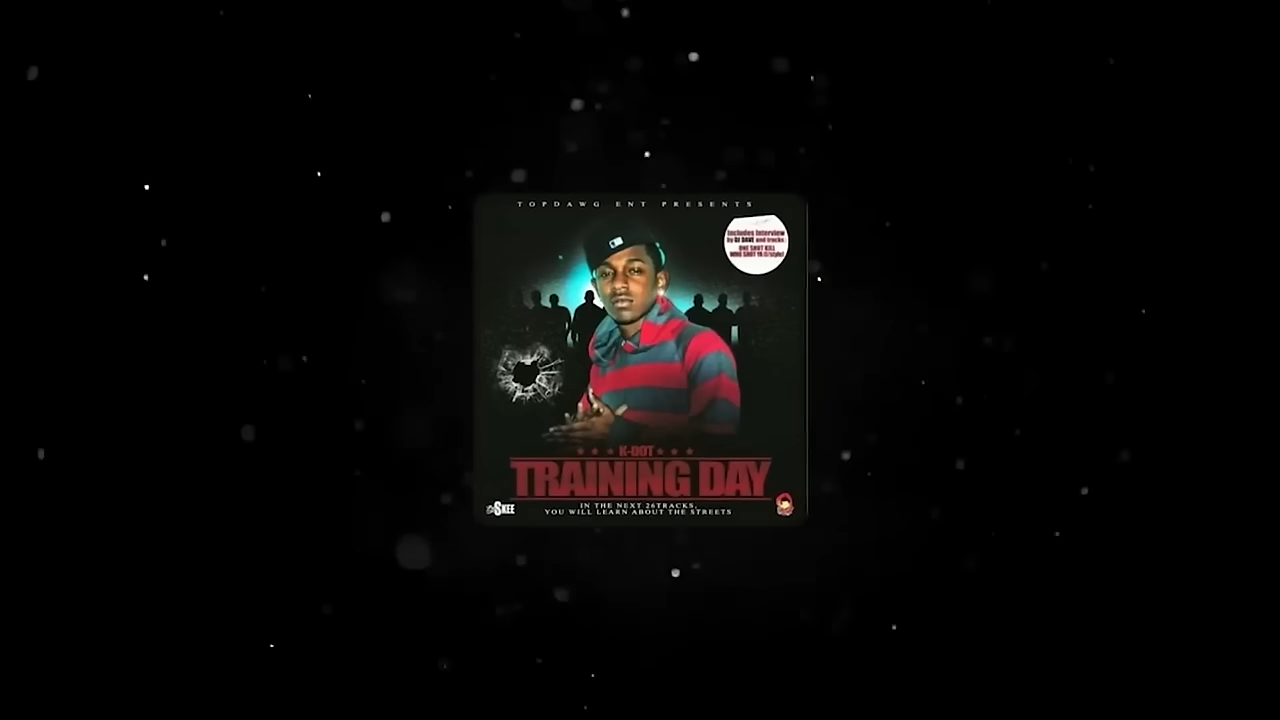 TOPDAWG ENT PRESENTS
Includes Interview
by DJ DAVE and tracks:
ONE SHOT KILL
WHO SHOT YA (f/style)
K-DOT
TRAINING DAY
SKEE
IN THE NEXT 26TRACKS,
YOU WILL LEARN ABOUT THE STREETS